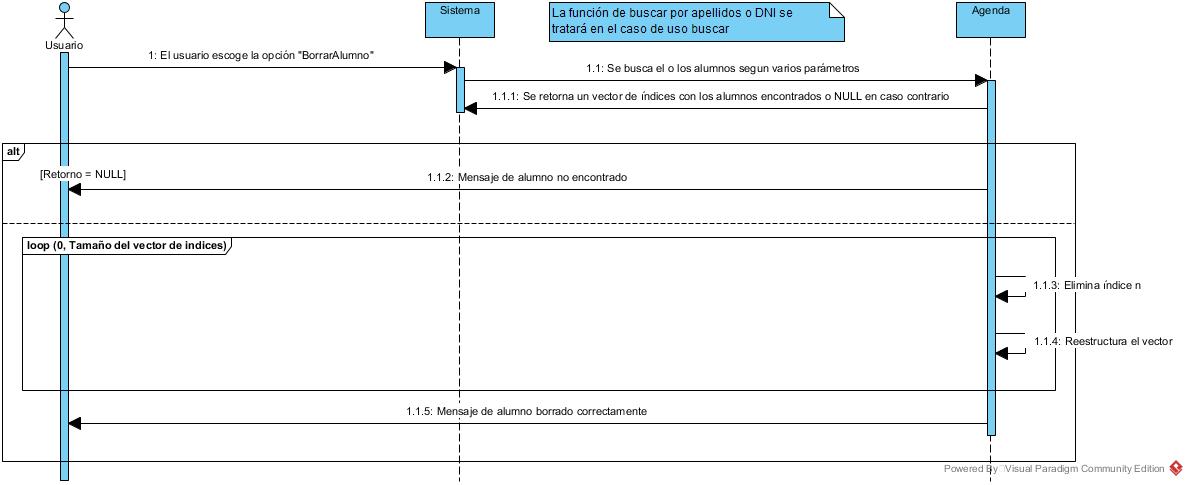 Usuario
Sistema
La función de buscar por apellidos o DNI se
tratará en el caso de uso buscar
Agenda
1: El usuario escoge la opción "BorrarAlumno"
1.1: Se busca el o los alumnos segun varios parámetros
1.1.1: Se retorna un vector de índices con los alumnos encontrados o NULL en caso contrario
alt
[Retorno = NULL]
1.1.2: Mensaje de alumno no encontrado
loop (0, Tamaño del vector de indices)
1.1.3: Elimina índice n
1.1.4: Reestructura el vector
1.1.5: Mensaje de alumno borrado correctamente
Powered By Visual Paradigm Community Edition